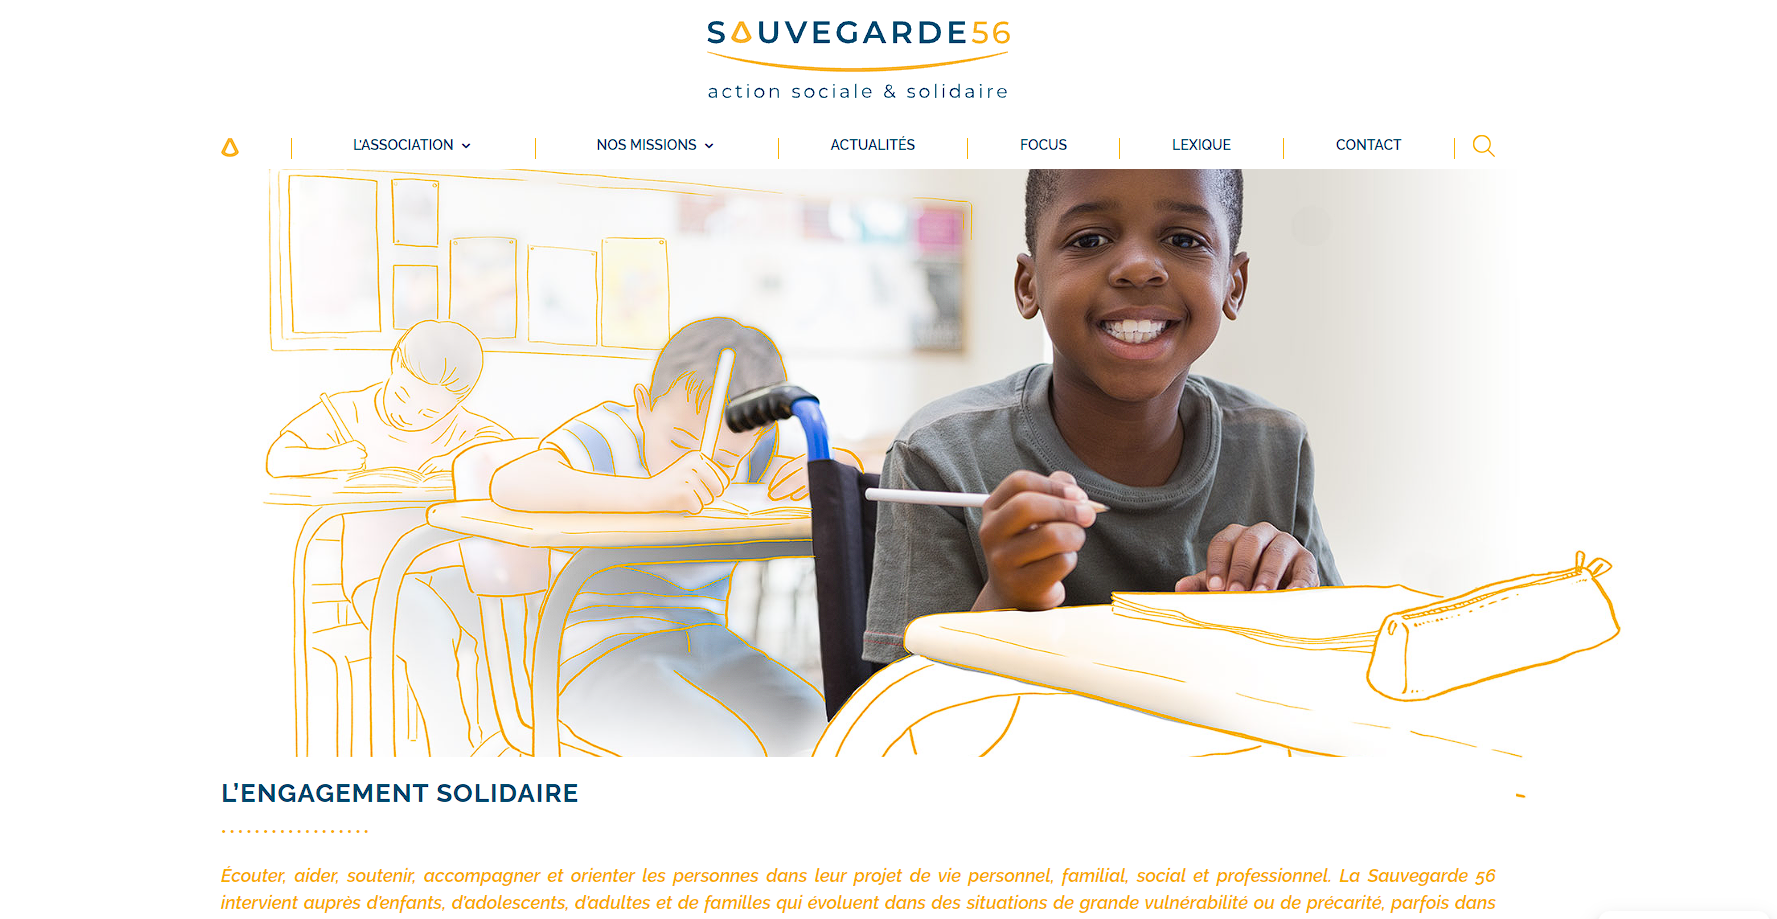 SAUVEGARDE56
action sociale & solidaire
L'ASSOCIATION NOS MISSIONS ACTUALITÉS FOCUS LEXIQUE CONTACT
L'ENGAGEMENT SOLIDAIRE
Écouter, aider, soutenir, accompagner et orienter les personnes dans leur projet de vie personnel, familial, social et professionnel. La Sauvegarde 56
intervient auprès d'enfants, d'adolescents, d'adultes et de familles qui évoluent dans des situations de grande vulnérabilité ou de précarité, parfois dans